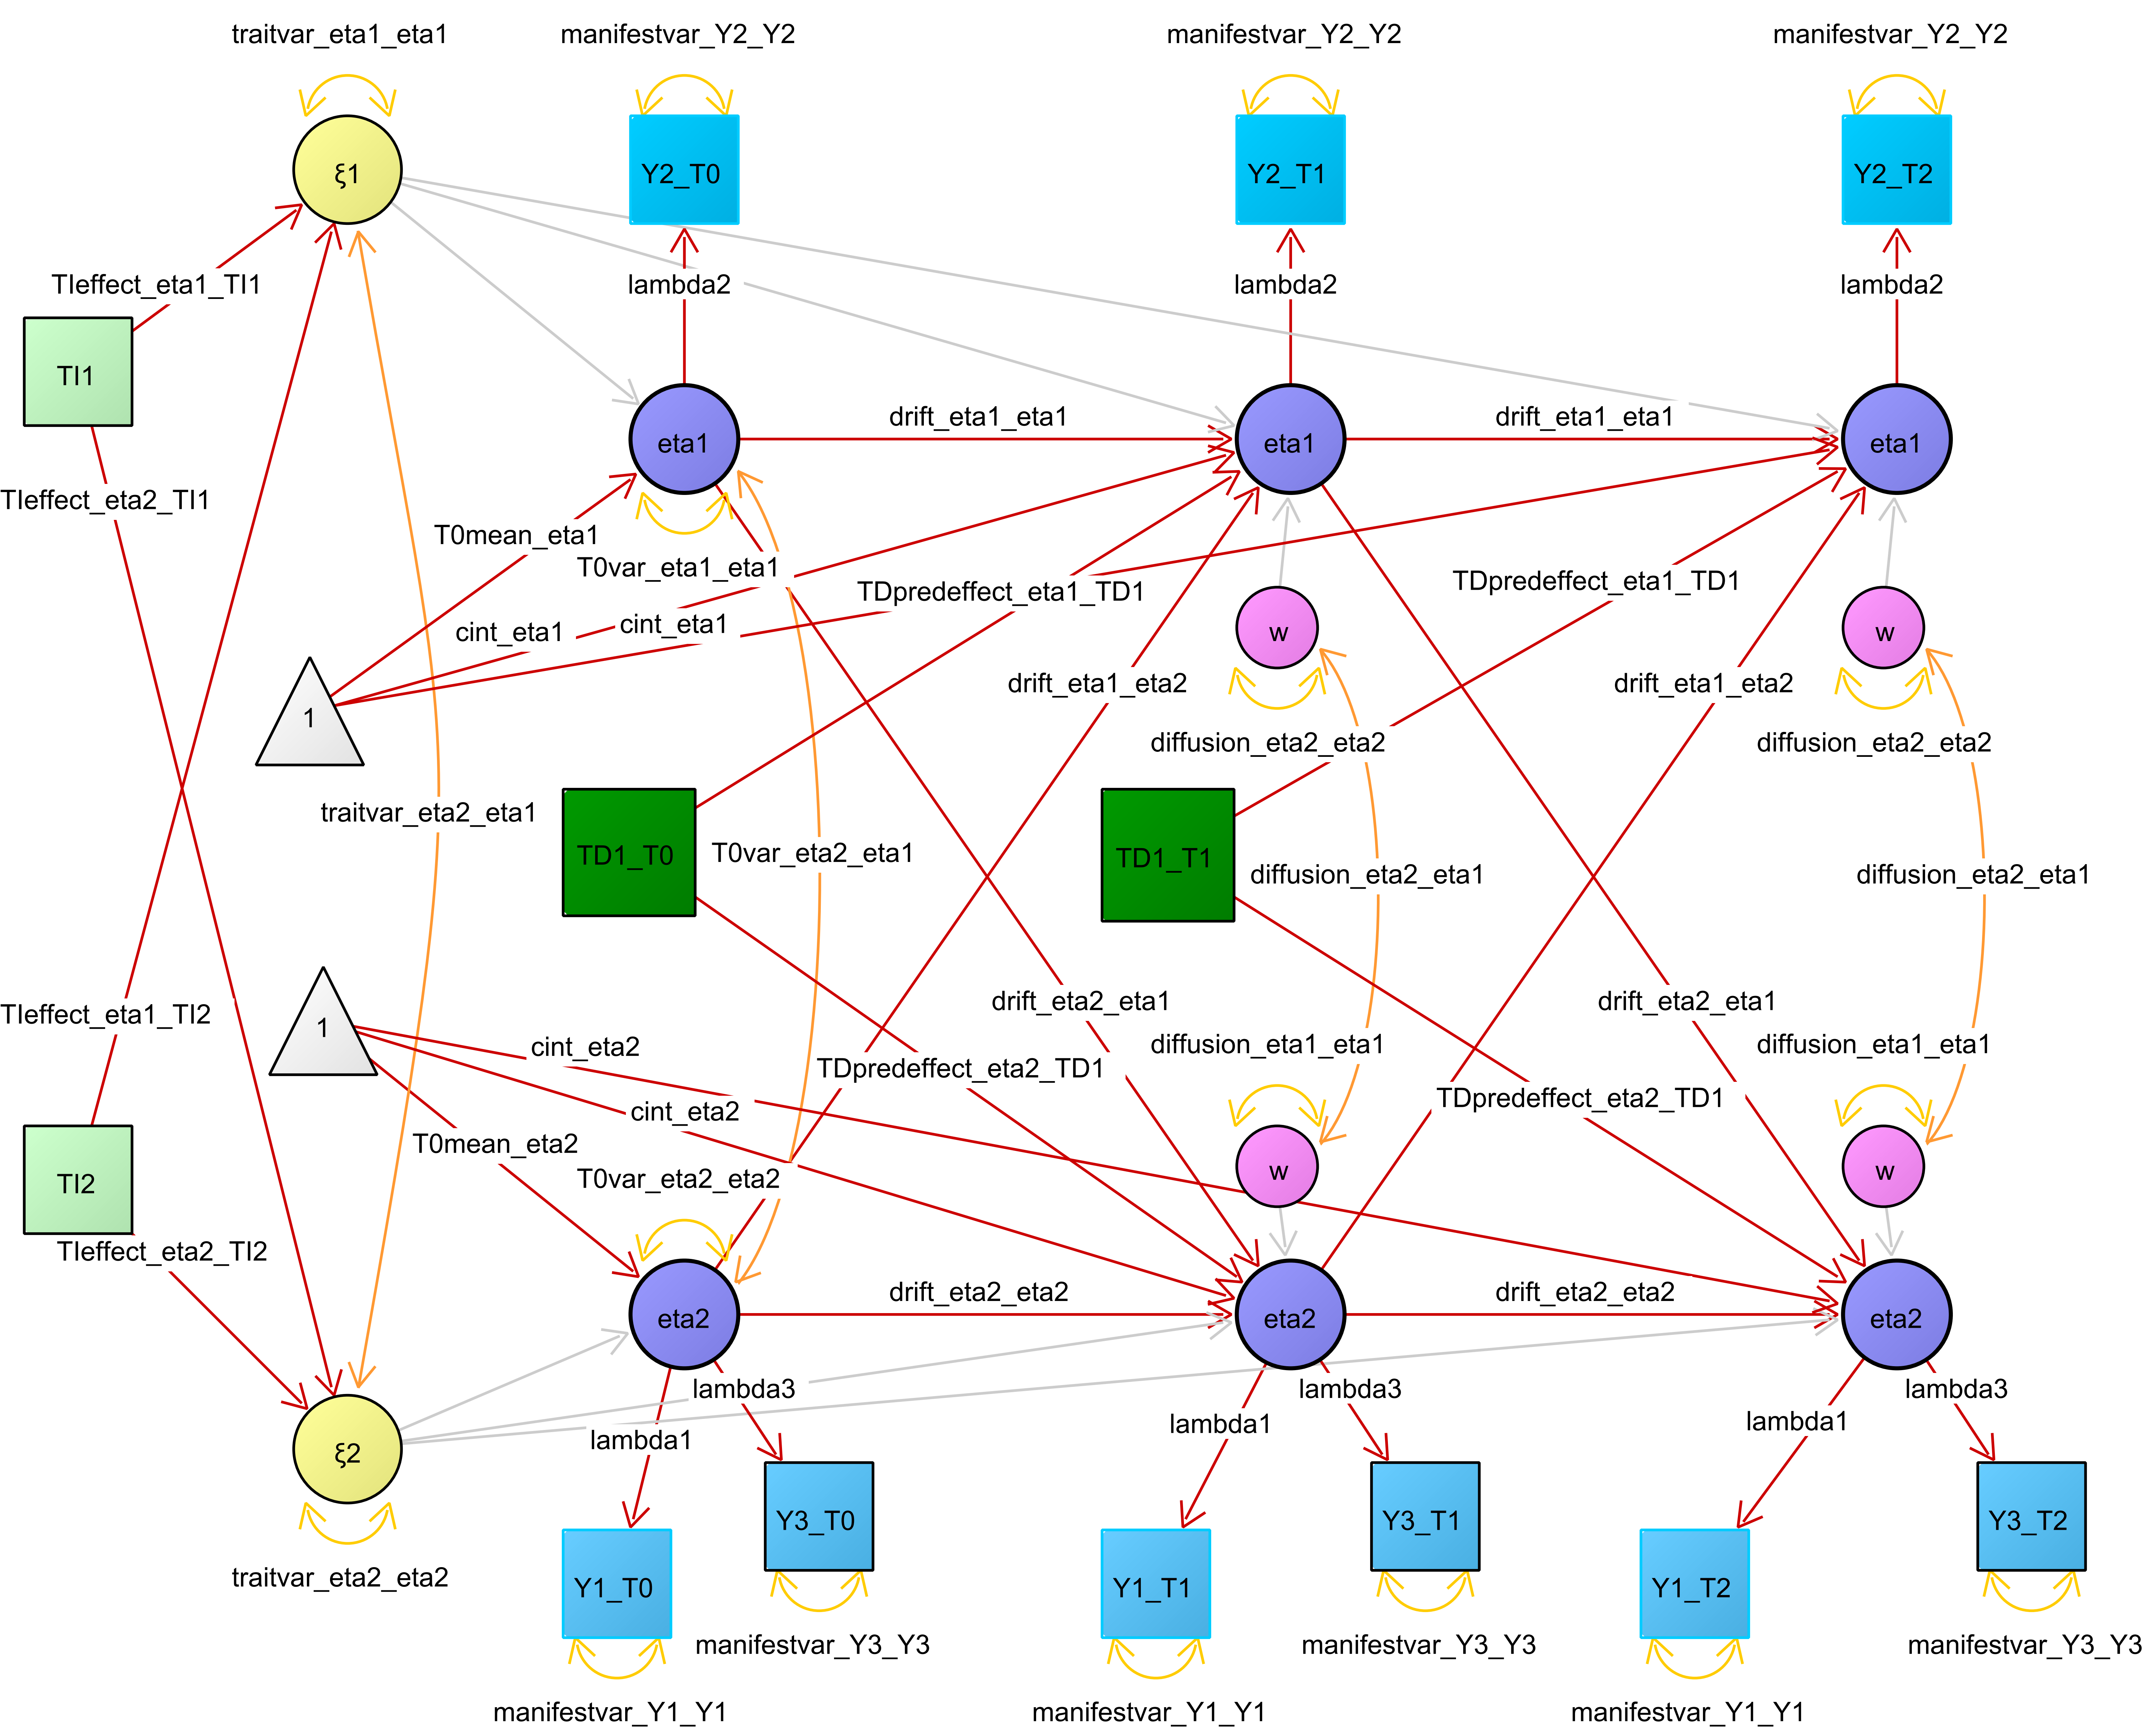 traitvar_eta1_eta1
manifestvar_Y2_Y2
manifestvar_Y2_Y2
manifestvar_Y2_Y2
ξ1
Y2_T0
Y2_T1
Y2_T2
TIeffect_eta1_TI1
lambda2
lambda2
lambda2
TI1
drift_eta1_eta1
drift_eta1_eta1
eta1
eta1
eta1
TIeffect_eta2_TI1
T0mean_eta1
T0var_eta1_eta1
TDpredeffect_eta1_TD1
TDpredeffect_eta1_TD1
cint_eta1
cint_eta1
w
w
drift_eta1_eta2
drift_eta1_eta2
1
diffusion_eta2_eta2
diffusion_eta2_eta2
traitvar_eta2_eta1
TD1_T0
T0var_eta2_eta1
TD1_T1
diffusion_eta2_eta1
diffusion_eta2_eta1
TIeffect_eta1_TI2
1
drift_eta2_eta1
drift_eta2_eta1
cint_eta2
diffusion_eta1_eta1
diffusion_eta1_eta1
TDpredeffect_eta2_TD1
TDpredeffect_eta2_TD1
cint_eta2
T0mean_eta2
TI2
T0var_eta2_eta2
w
w
TIeffect_eta2_TI2
drift_eta2_eta2
drift_eta2_eta2
eta2
eta2
eta2
lambda3
lambda3
lambda3
lambda1
lambda1
lambda1
ξ2
Y3_T0
Y3_T1
Y3_T2
traitvar_eta2_eta2
Y1_T0
Y1_T1
Y1_T2
manifestvar_Y3_Y3
manifestvar_Y3_Y3
manifestvar_Y3_Y3
manifestvar_Y1_Y1
manifestvar_Y1_Y1
manifestvar_Y1_Y1